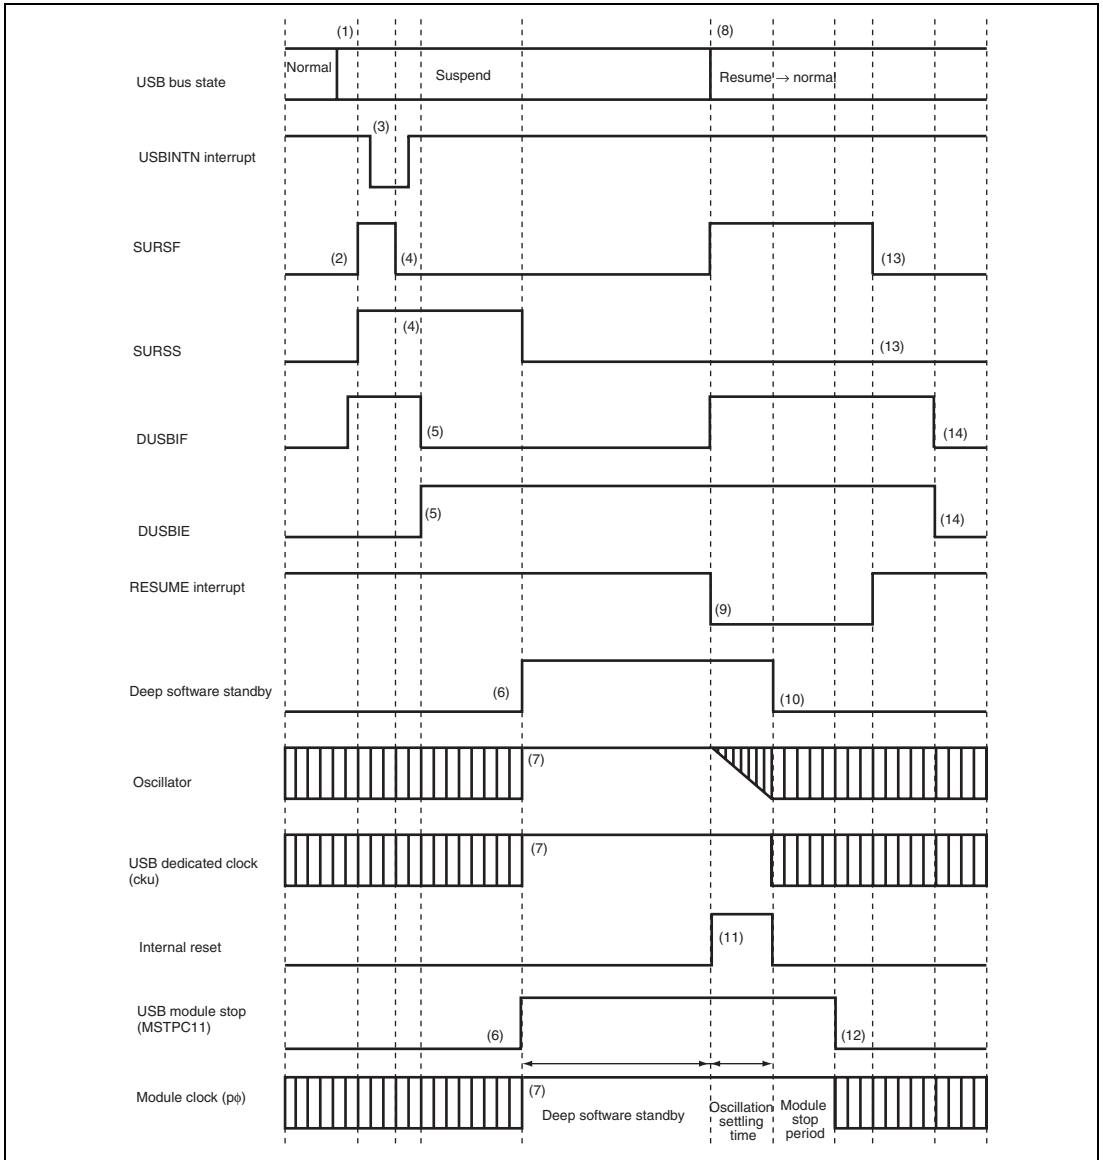 (1)
(8)
USB bus state
Normal
Suspend
Resume → normal
USBINTN interrupt
(3)
SURSF
(2)
(4)
(13)
SURSS
(4)
(13)
DUSBIF
(5)
(14)
DUSBIE
(5)
(14)
RESUME interrupt
(9)
Deep software standby
(6)
(10)
Oscillator
(7)
USB dedicated clock
(cku)
(7)
Internal reset
(11)
USB module stop
(MSTPC11)
(6)
(12)
Module clock (pϕ)
(7)
Deep software standby
Oscillation
settling
time
Module
stop
period